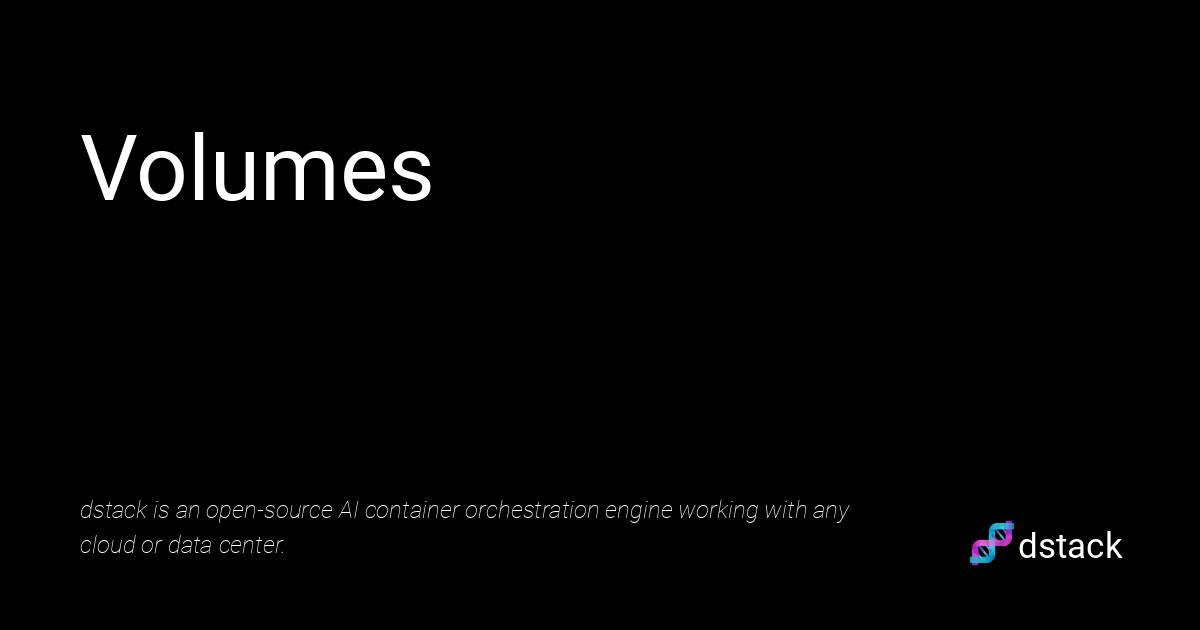 Volumes
dstack is an open-source AI container orchestration engine working with any
cloud or data center.
dstack